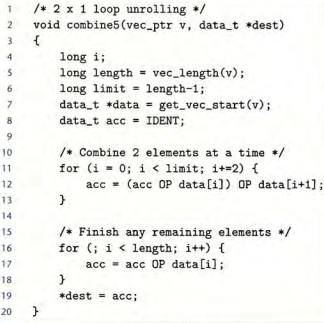 1 /* 2 x 1 loop unrolling */
2 void combine5(vec_ptr v, data_t *dest)
3 {
4     long i;
5     long length = vec_length(v);
6     long limit = length-1;
7     data_t *data = get_vec_start(v);
8     data_t acc = IDENT;
9
10     /* Combine 2 elements at a time */
11     for (i = 0; i < limit; i+=2) {
12         acc = (acc OP data[i]) OP data[i+1];
13     }
14
15     /* Finish any remaining elements */
16     for (; i < length; i++) {
17         acc = acc OP data[i];
18     }
19     *dest = acc;
20 }